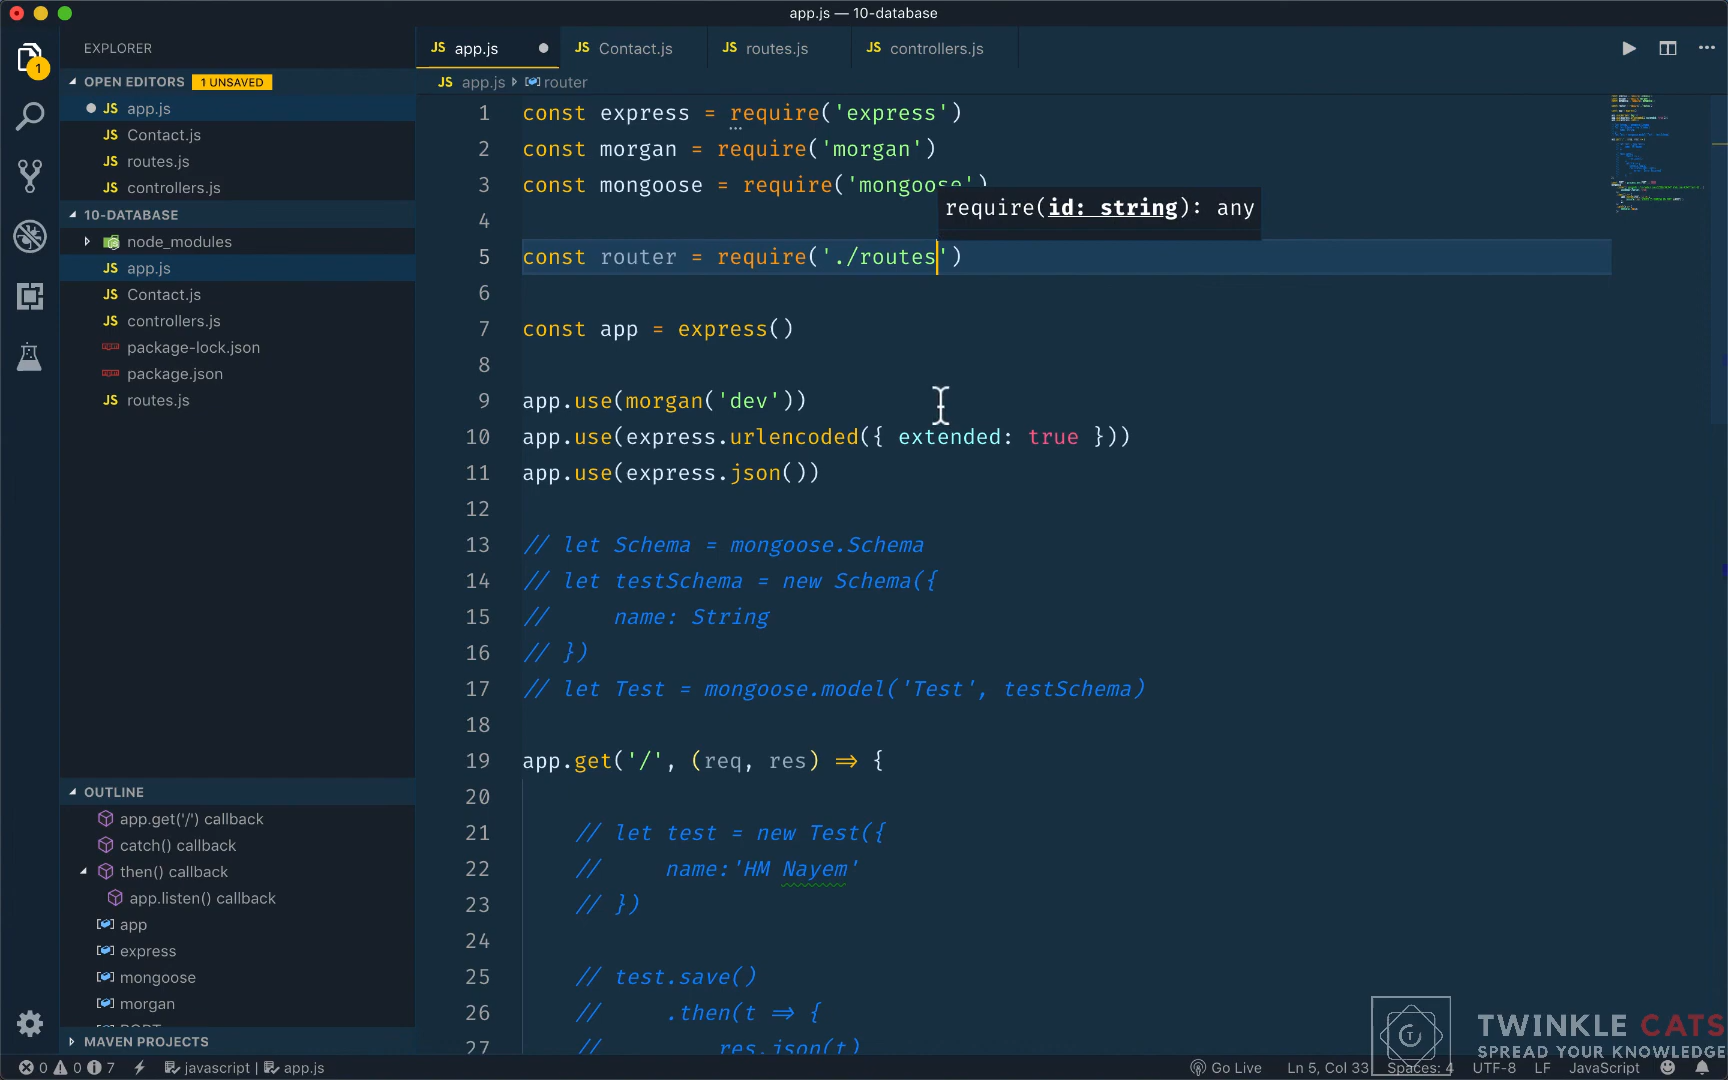 app.js — 10-database
EXPLORER
OPEN EDITORS 1 UNSAVED
JS app.js
JS Contact.js
JS routes.js
JS controllers.js
10-DATABASE
node_modules
JS app.js
JS Contact.js
JS controllers.js
package-lock.json
package.json
JS routes.js
OUTLINE
app.get('/') callback
catch() callback
then() callback
app.listen() callback
app
express
mongoose
morgan
MAVEN PROJECTS
1
JS app.js JS Contact.js JS routes.js JS controllers.js
JS app.js router
1 const express = require('express')
2 const morgan = require('morgan')
3 const mongoose = require('mongoose')
require(id: string): any
4
5 const router = require('./routes')
6
7 const app = express()
8
9 app.use(morgan('dev'))
10 app.use(express.urlencoded({ extended: true }))
11 app.use(express.json())
12
13 // let Schema = mongoose.Schema
14 // let testSchema = new Schema({
15 //     name: String
16 // })
17 // let Test = mongoose.model('Test', testSchema)
18
19 app.get('/', (req, res) => {
20
21     // let test = new Test({
22     //     name:'HM Nayem'
23     // })
24
25     // test.save()
26     //     .then(t => {
27     //         res.json(t)
TWINKLE CATS
SPREAD YOUR KNOWLEDGE
0 0 7 javascript | app.js Go Live Ln 5, Col 33 Spaces: 4 UTF-8 LF JavaScript